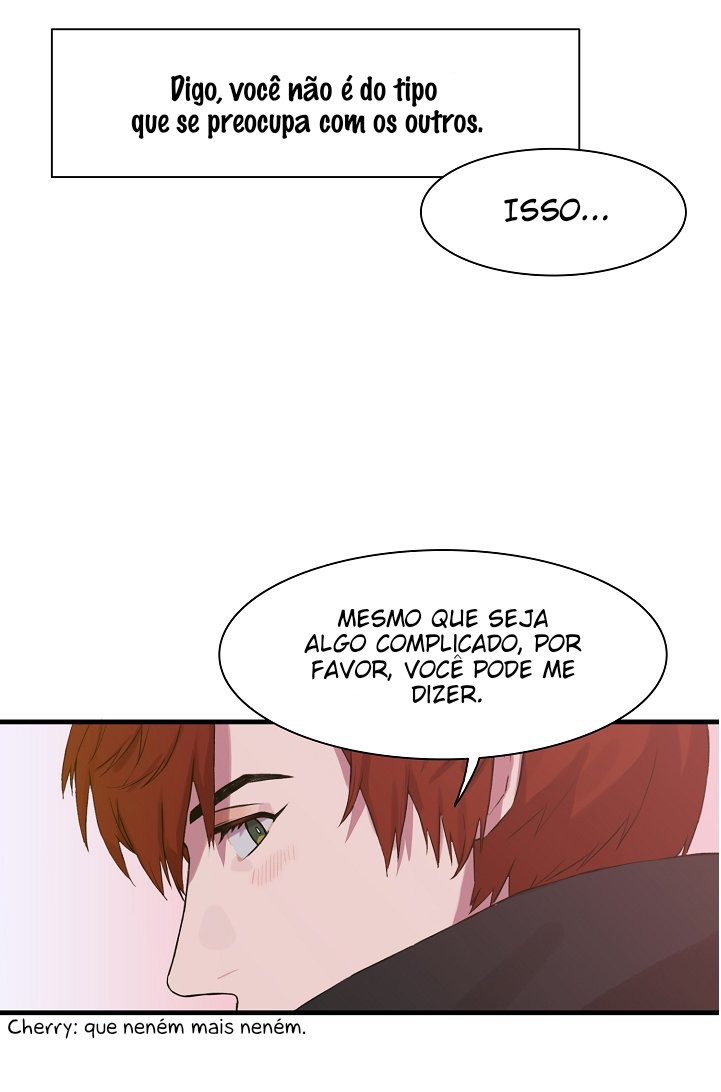 Digo, você não é do tipo
que se preocupa com os outros.
ISSO...
MESMO QUE SEJA
ALGO COMPLICADO, POR
FAVOR, VOCÊ PODE ME
DIZER.
Cherry: que neném mais neném.